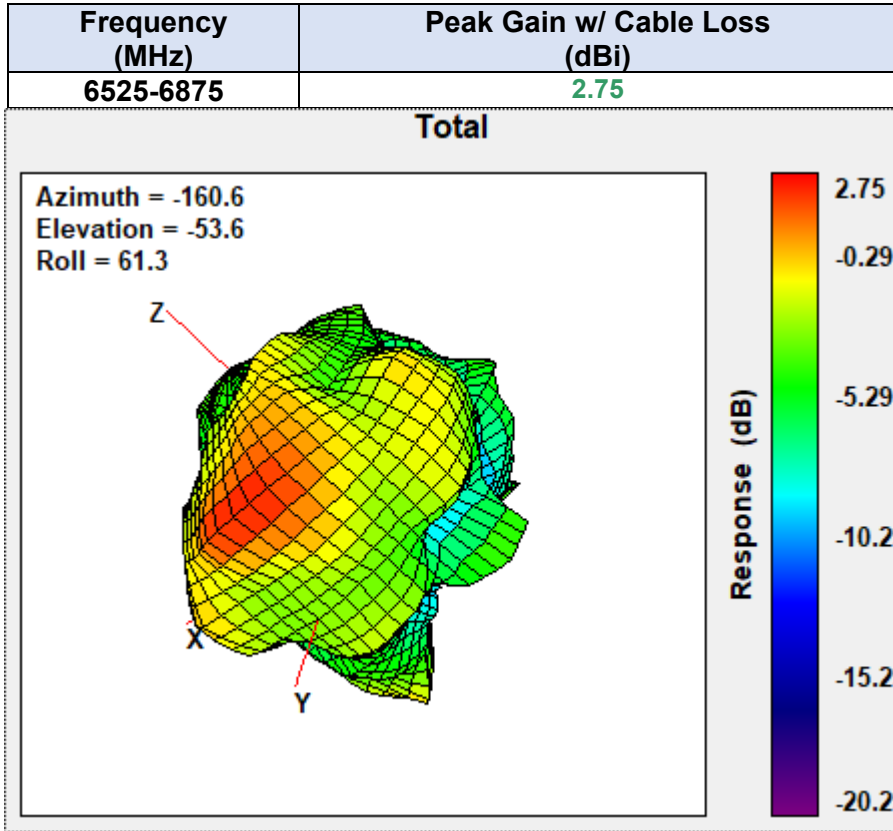 Frequency
(MHz)
Peak Gain w/ Cable Loss
(dBi)
6525-6875
2.75
Total
Azimuth = -160.6
Elevation = -53.6
Roll = 61.3
Z
X
Y
Response (dB)
2.75
-0.29
-5.29
-10.2
-15.2
-20.2